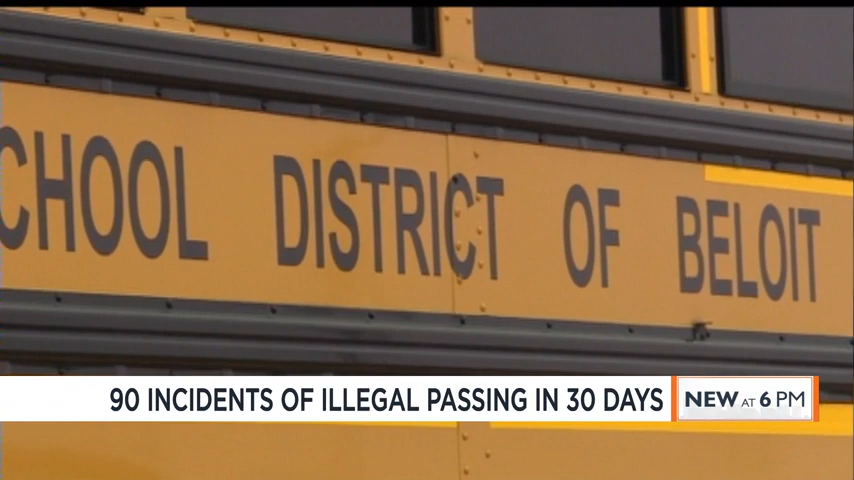 CHOOL DISTRICT OF BELOIT
90 INCIDENTS OF ILLEGAL PASSING IN 30 DAYS
NEW AT 6 PM